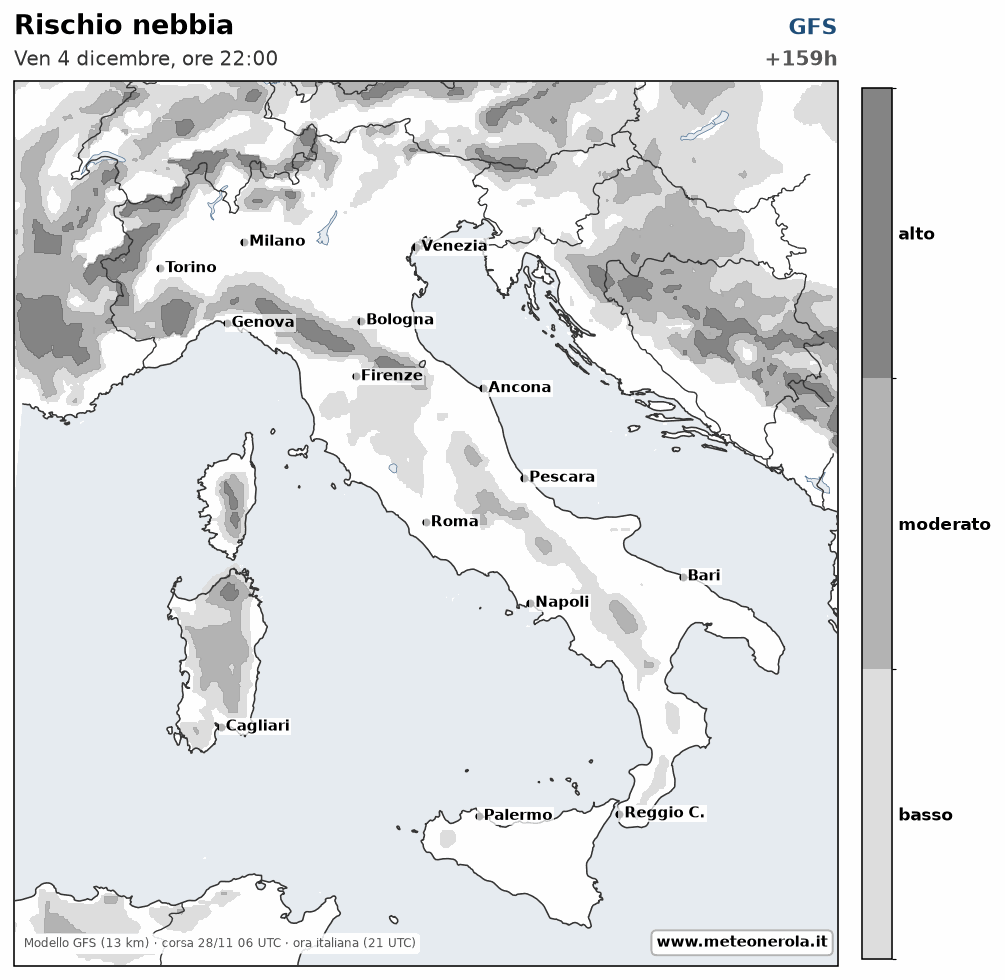 Rischio nebbia
GFS
Ven 4 dicembre, ore 22:00
+159h
alto
Milano
Venezia
Torino
Genova
Bologna
Firenze
Ancona
Pescara
Roma
moderato
Bari
Napoli
Cagliari
Palermo
Reggio C.
basso
Modello GFS (13 km) · corsa 28/11 06 UTC · ora italiana (21 UTC)
www.meteonerola.it